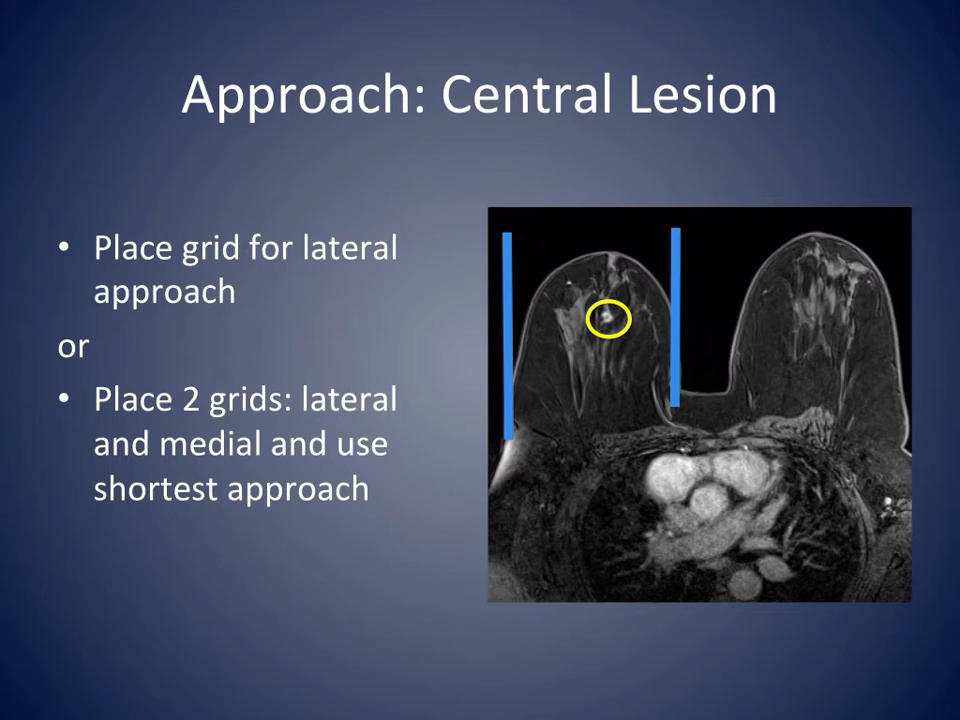 Approach: Central Lesion
• Place grid for lateral
approach
or
• Place 2 grids: lateral
and medial and use
shortest approach